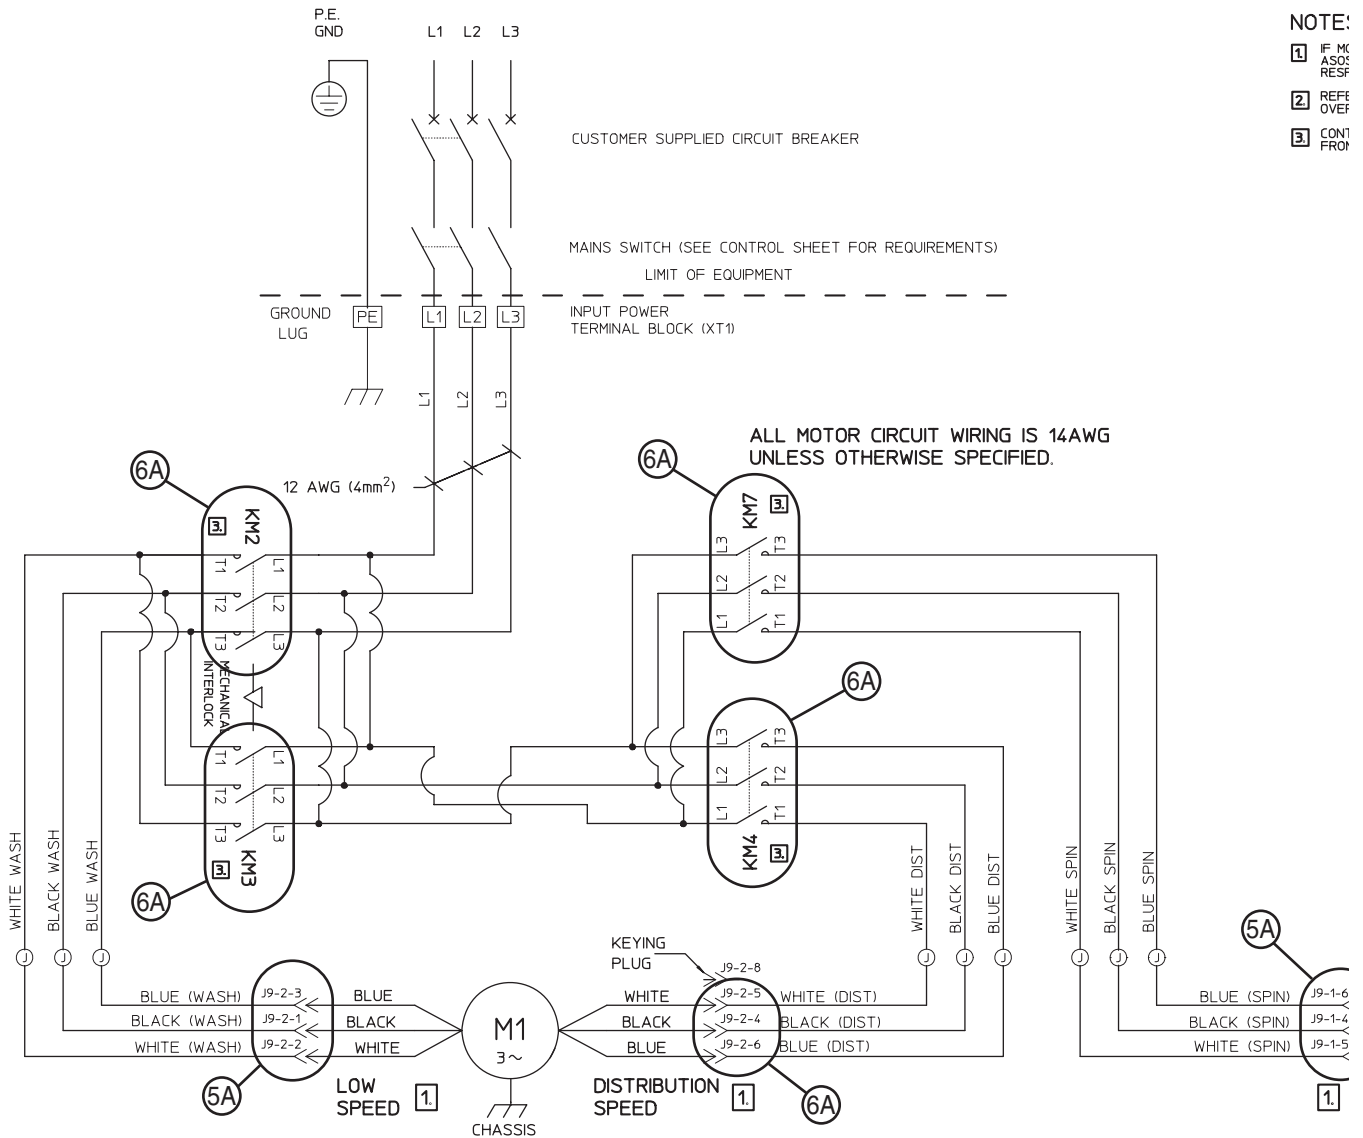 P.E.
GND
L1 L2 L3
NOTES
1. IF MO
ASOS
RESP
2. REFE
OVER
3. CONT
FROM
CUSTOMER SUPPLIED CIRCUIT BREAKER
MAINS SWITCH (SEE CONTROL SHEET FOR REQUIREMENTS)
LIMIT OF EQUIPMENT
GROUND
LUG
PE
L1 L2 L3
INPUT POWER
TERMINAL BLOCK (XT1)
L1 L2 L3
ALL MOTOR CIRCUIT WIRING IS 14AWG
UNLESS OTHERWISE SPECIFIED.
6A
12 AWG (4mm2)
6A
3.
KM2
T1 L1
T2 L2
T3 L3
KM7
3.
L3 T3
L2 T2
L1 T1
MECHANICAL
INTERLOCK
6A
T1 L1
T2 L2
T3 L3
3.
KM3
6A
L3 T3
L2 T2
L1 T1
KM4
3.
WHITE WASH
BLACK WASH
BLUE WASH
WHITE DIST
BLACK DIST
BLUE DIST
WHITE SPIN
BLACK SPIN
BLUE SPIN
J J J
J J J
J J J
5A
KEYING
PLUG
J9-2-8
BLUE (WASH) J9-2-3 BLUE
BLACK (WASH) J9-2-1 BLACK
WHITE (WASH) J9-2-2 WHITE
M1
3~
WHITE J9-2-5 WHITE (DIST)
BLACK J9-2-4 BLACK (DIST)
BLUE J9-2-6 BLUE (DIST)
BLUE (SPIN) J9-1-6
BLACK (SPIN) J9-1-4
WHITE (SPIN) J9-1-5
5A
LOW
SPEED
1.
DISTRIBUTION
SPEED
1.
6A
1.
CHASSIS